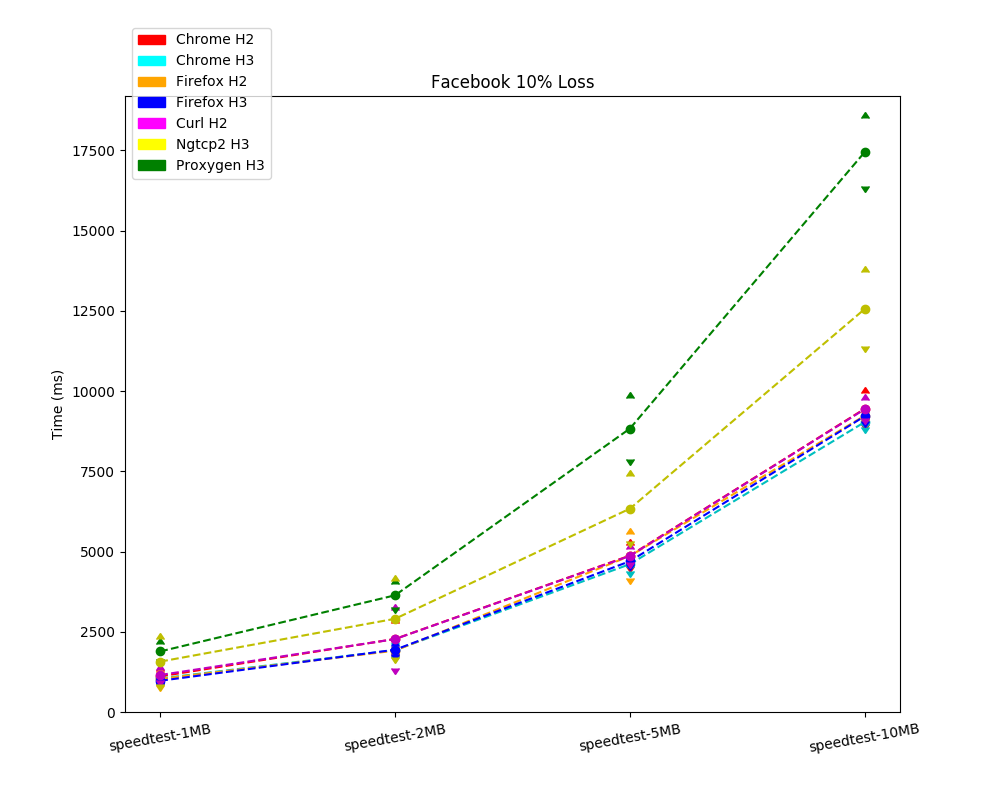 Chrome H2
Chrome H3
Firefox H2
Firefox H3
Curl H2
Ngtcp2 H3
Proxygen H3
Facebook 10% Loss
Time (ms)
17500
15000
12500
10000
7500
5000
2500
0
speedtest-1MB
speedtest-2MB
speedtest-5MB
speedtest-10MB